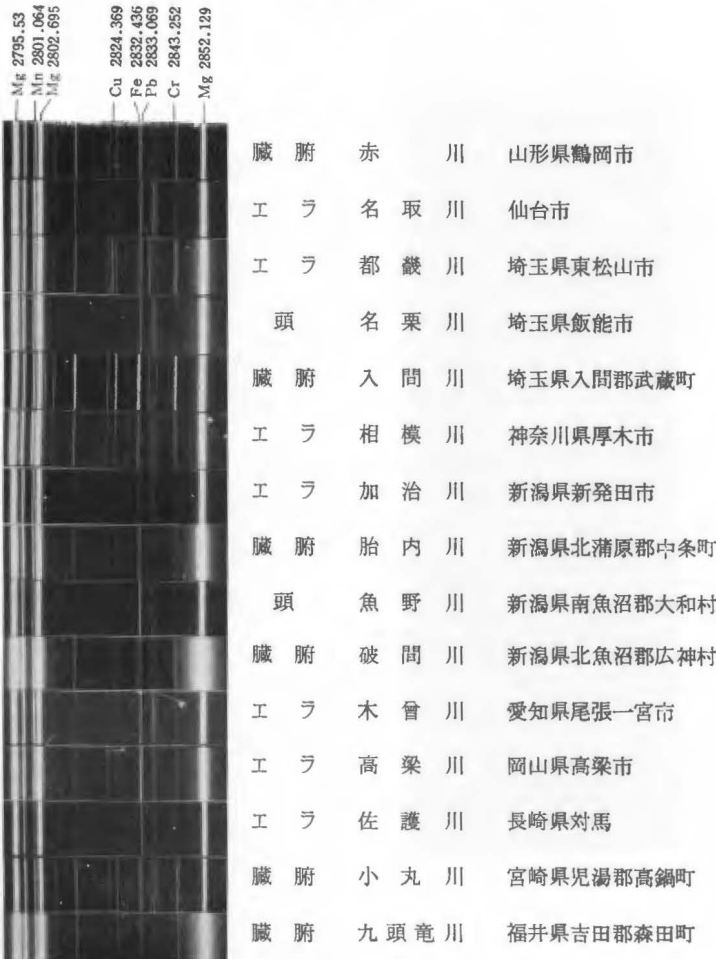 Mg 2795.53
Mn 2801.064
Mg 2802.695
Cu 2824.369
Fe 2832.436
Pb 2833.069
Cr 2843.252
Mg 2852.129
臓腑 赤川 山形県鶴岡市
エラ 名取川 仙台市
エラ 都畿川 埼玉県東松山市
頭 名栗川 埼玉県飯能市
臓腑 入間川 埼玉県入間郡武蔵町
エラ 相模川 神奈川県厚木市
エラ 加治川 新潟県新発田市
臓腑 胎内川 新潟県北蒲原郡中条町
頭 魚野川 新潟県南魚沼郡大和村
臓腑 破間川 新潟県北魚沼郡広神村
エラ 木曾川 愛知県尾張一宮市
エラ 高梁川 岡山県高梁市
エラ 佐護川 長崎県対馬
臓腑 小丸川 宮崎県児湯郡高鍋町
臓腑 九頭竜川 福井県吉田郡森田町